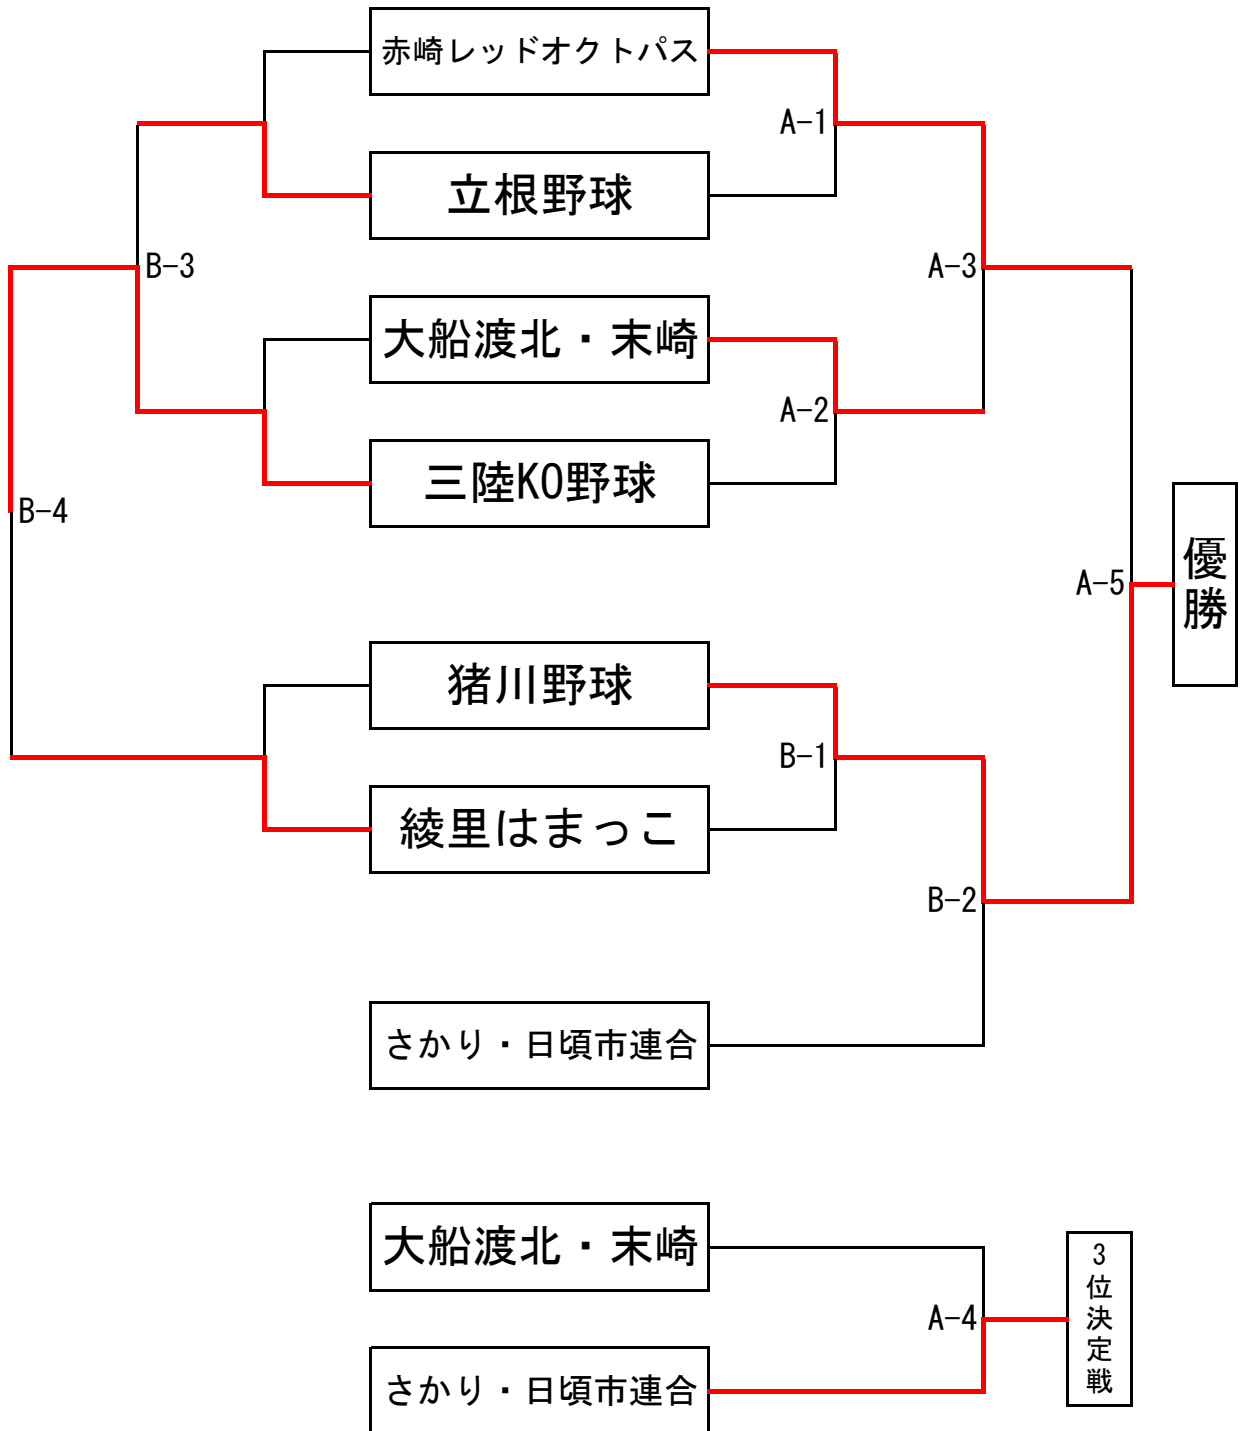 赤崎レッドオクトパス
A-1
立根野球
B-3
A-3
大船渡北・末崎
A-2
三陸KO野球
B-4
優勝
A-5
猪川野球
B-1
綾里はまっこ
B-2
さかり・日頃市連合
大船渡北・末崎
A-4
3位決定戦
さかり・日頃市連合